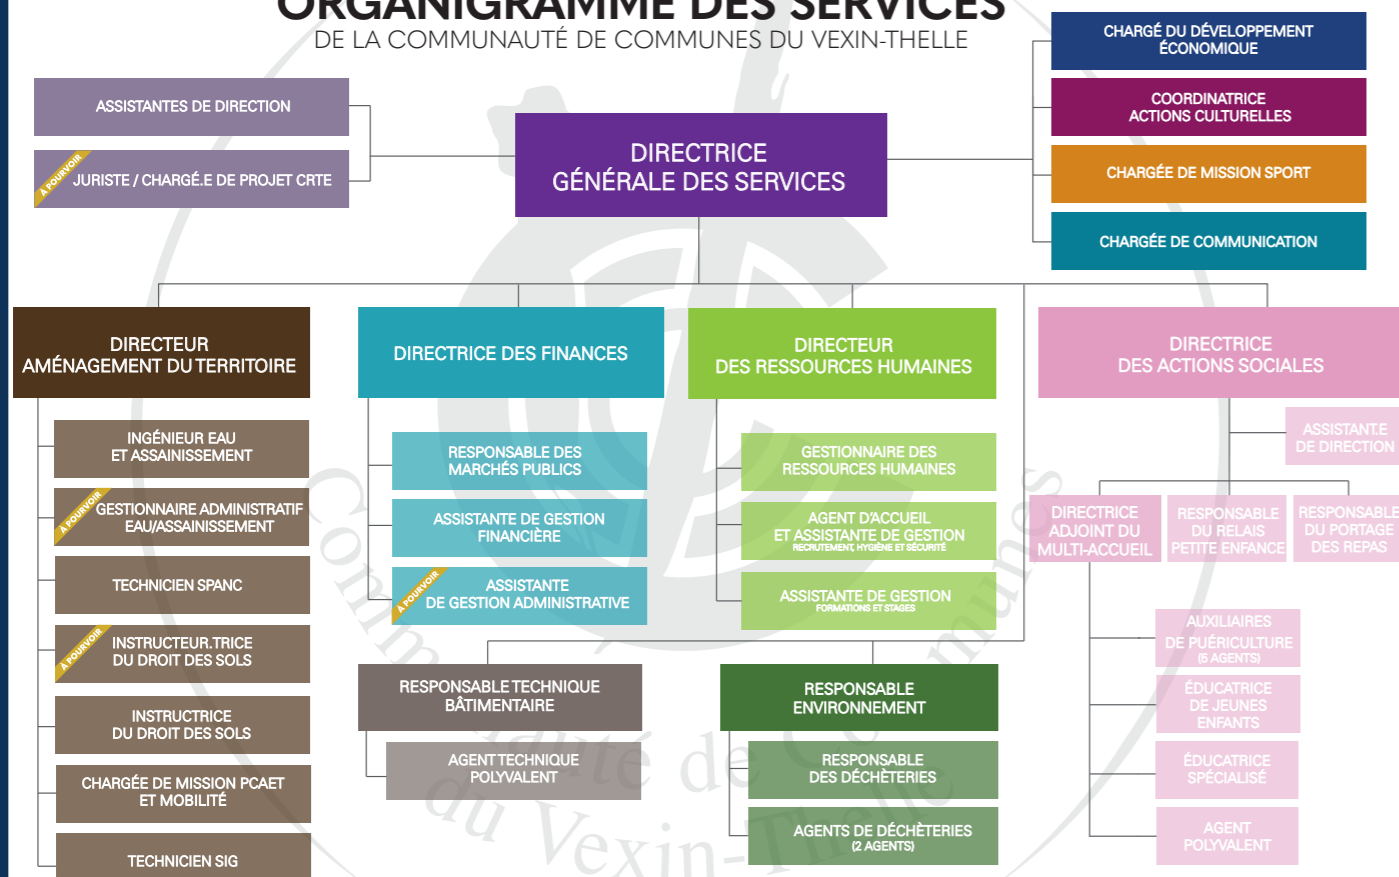 ORGANIGRAMME DES SERVICES
DE LA COMMUNAUTÉ DE COMMUNES DU VEXIN-THELLE
CHARGÉ DU DÉVELOPPEMENT
ÉCONOMIQUE
ASSISTANTES DE DIRECTION
COORDINATRICE
ACTIONS CULTURELLES
DIRECTRICE
GÉNÉRALE DES SERVICES
À POURVOIR
JURISTE / CHARGÉ.E DE PROJET CRTE
CHARGÉE DE MISSION SPORT
CHARGÉE DE COMMUNICATION
DIRECTEUR
AMÉNAGEMENT DU TERRITOIRE
INGÉNIEUR EAU
ET ASSAINISSEMENT
À POURVOIR
GESTIONNAIRE ADMINISTRATIF
EAU/ASSAINISSEMENT
TECHNICIEN SPANC
À POURVOIR
INSTRUCTEUR.TRICE
DU DROIT DES SOLS
INSTRUCTRICE
DU DROIT DES SOLS
CHARGÉE DE MISSION PCAET
ET MOBILITÉ
TECHNICIEN SIG
DIRECTRICE DES FINANCES
RESPONSABLE DES
MARCHÉS PUBLICS
ASSISTANTE DE GESTION
FINANCIÈRE
À POURVOIR
ASSISTANTE
DE GESTION ADMINISTRATIVE
DIRECTEUR
DES RESSOURCES HUMAINES
GESTIONNAIRE DES
RESSOURCES HUMAINES
AGENT D'ACCUEIL
ET ASSISTANTE DE GESTION
RECRUTEMENT, HYGIÈNE ET SÉCURITÉ
ASSISTANTE DE GESTION
FORMATIONS ET STAGES
RESPONSABLE TECHNIQUE
BÂTIMENTAIRE
AGENT TECHNIQUE
POLYVALENT
RESPONSABLE
ENVIRONNEMENT
RESPONSABLE
DES DÉCHÈTERIES
AGENTS DE DÉCHÈTERIES
(2 AGENTS)
DIRECTRICE
DES ACTIONS SOCIALES
ASSISTANT.E
DE DIRECTION
DIRECTRICE
ADJOINT DU
MULTI-ACCUEIL
RESPONSABLE
DU RELAIS
PETITE ENFANCE
RESPONSABLE
DU PORTAGE
DES REPAS
AUXILIAIRES
DE PUÉRICULTURE
(5 AGENTS)
ÉDUCATRICE
DE JEUNES
ENFANTS
ÉDUCATRICE
SPÉCIALISÉ
AGENT
POLYVALENT
Communauté de Communes
du Vexin-Thelle